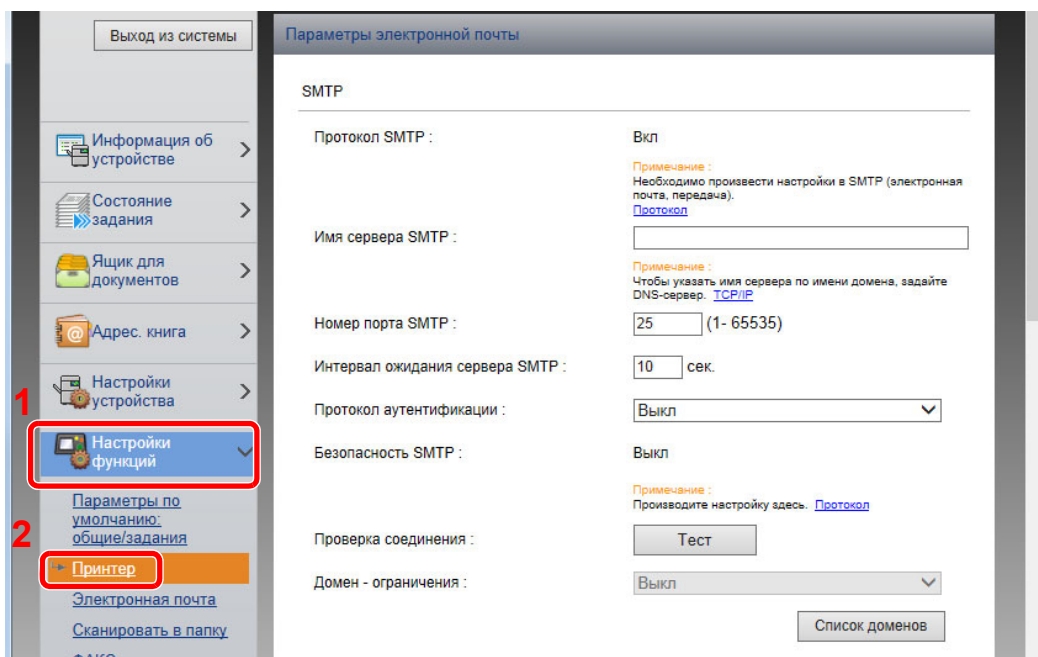 Выход из системы
Информация об
устройстве
Состояние
задания
Ящик для
документов
Адрес. книга
Настройки
устройства
1
Настройки
функций
Параметры по
умолчанию:
общие/задания
2
Принтер
Электронная почта
Сканировать в папку
Параметры электронной почты
SMTP
Протокол SMTP :
Вкл
Примечание :
Необходимо произвести настройки в SMTP (электронная
почта, передача).
Протокол
Имя сервера SMTP :
Примечание :
Чтобы указать имя сервера по имени домена, задайте
DNS-сервер. TCP/IP
Номер порта SMTP :
25 (1- 65535)
Интервал ожидания сервера SMTP :
10 сек.
Протокол аутентификации :
Выкл
Безопасность SMTP :
Выкл
Примечание :
Производите настройку здесь. Протокол
Проверка соединения :
Тест
Домен - ограничения :
Выкл
Список доменов